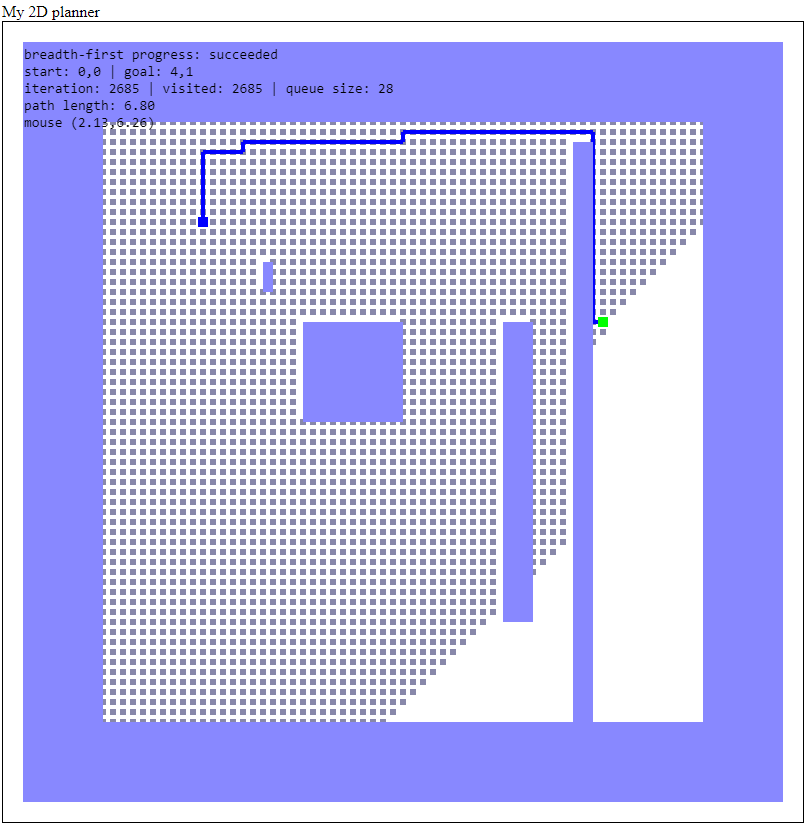 My 2D planner
breadth-first progress: succeeded
start: 0,0 | goal: 4,1
iteration: 2685 | visited: 2685 | queue size: 28
path length: 6.80
mouse (2.13,6.26)